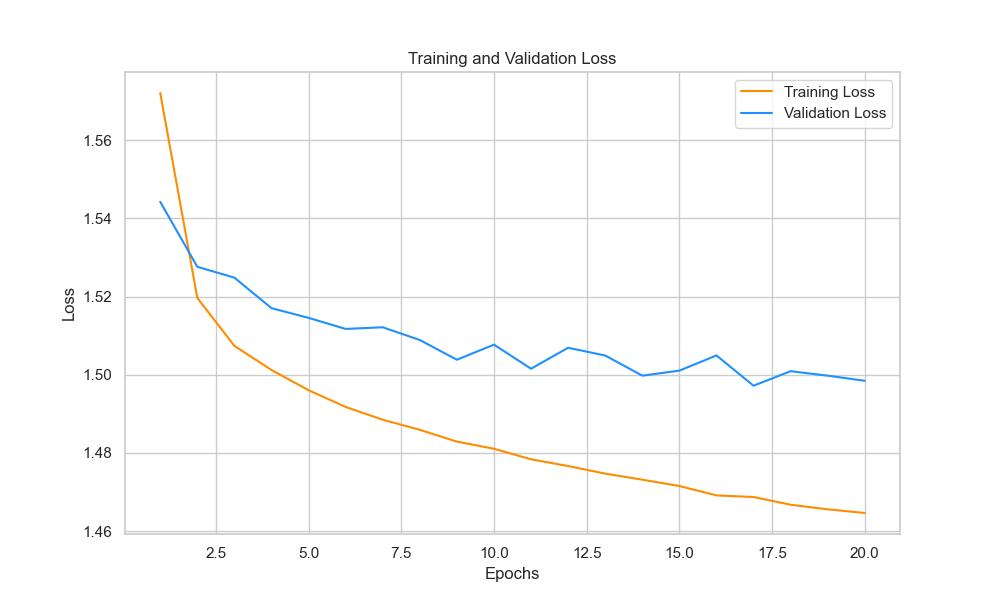 Training and Validation Loss
Training Loss
Validation Loss
1.56
1.54
1.52
1.50
1.48
1.46
Loss
2.5 5.0 7.5 10.0 12.5 15.0 17.5 20.0
Epochs